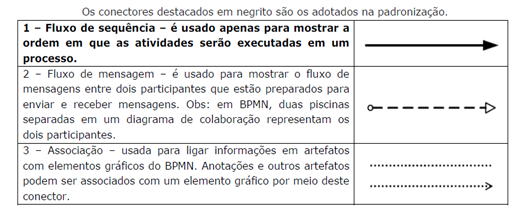 Os conectores destacados em negrito são os adotados na padronização.
1 – Fluxo de sequência – é usado apenas para mostrar a
ordem em que as atividades serão executadas em um
processo.
2 – Fluxo de mensagem – é usado para mostrar o fluxo de
mensagens entre dois participantes que estão preparados para
enviar e receber mensagens. Obs: em BPMN, duas piscinas
separadas em um diagrama de colaboração representam os
dois participantes.
3 – Associação – usada para ligar informações em artefatos
com elementos gráficos do BPMN. Anotações e outros artefatos
podem ser associados com um elemento gráfico por meio deste
conector.